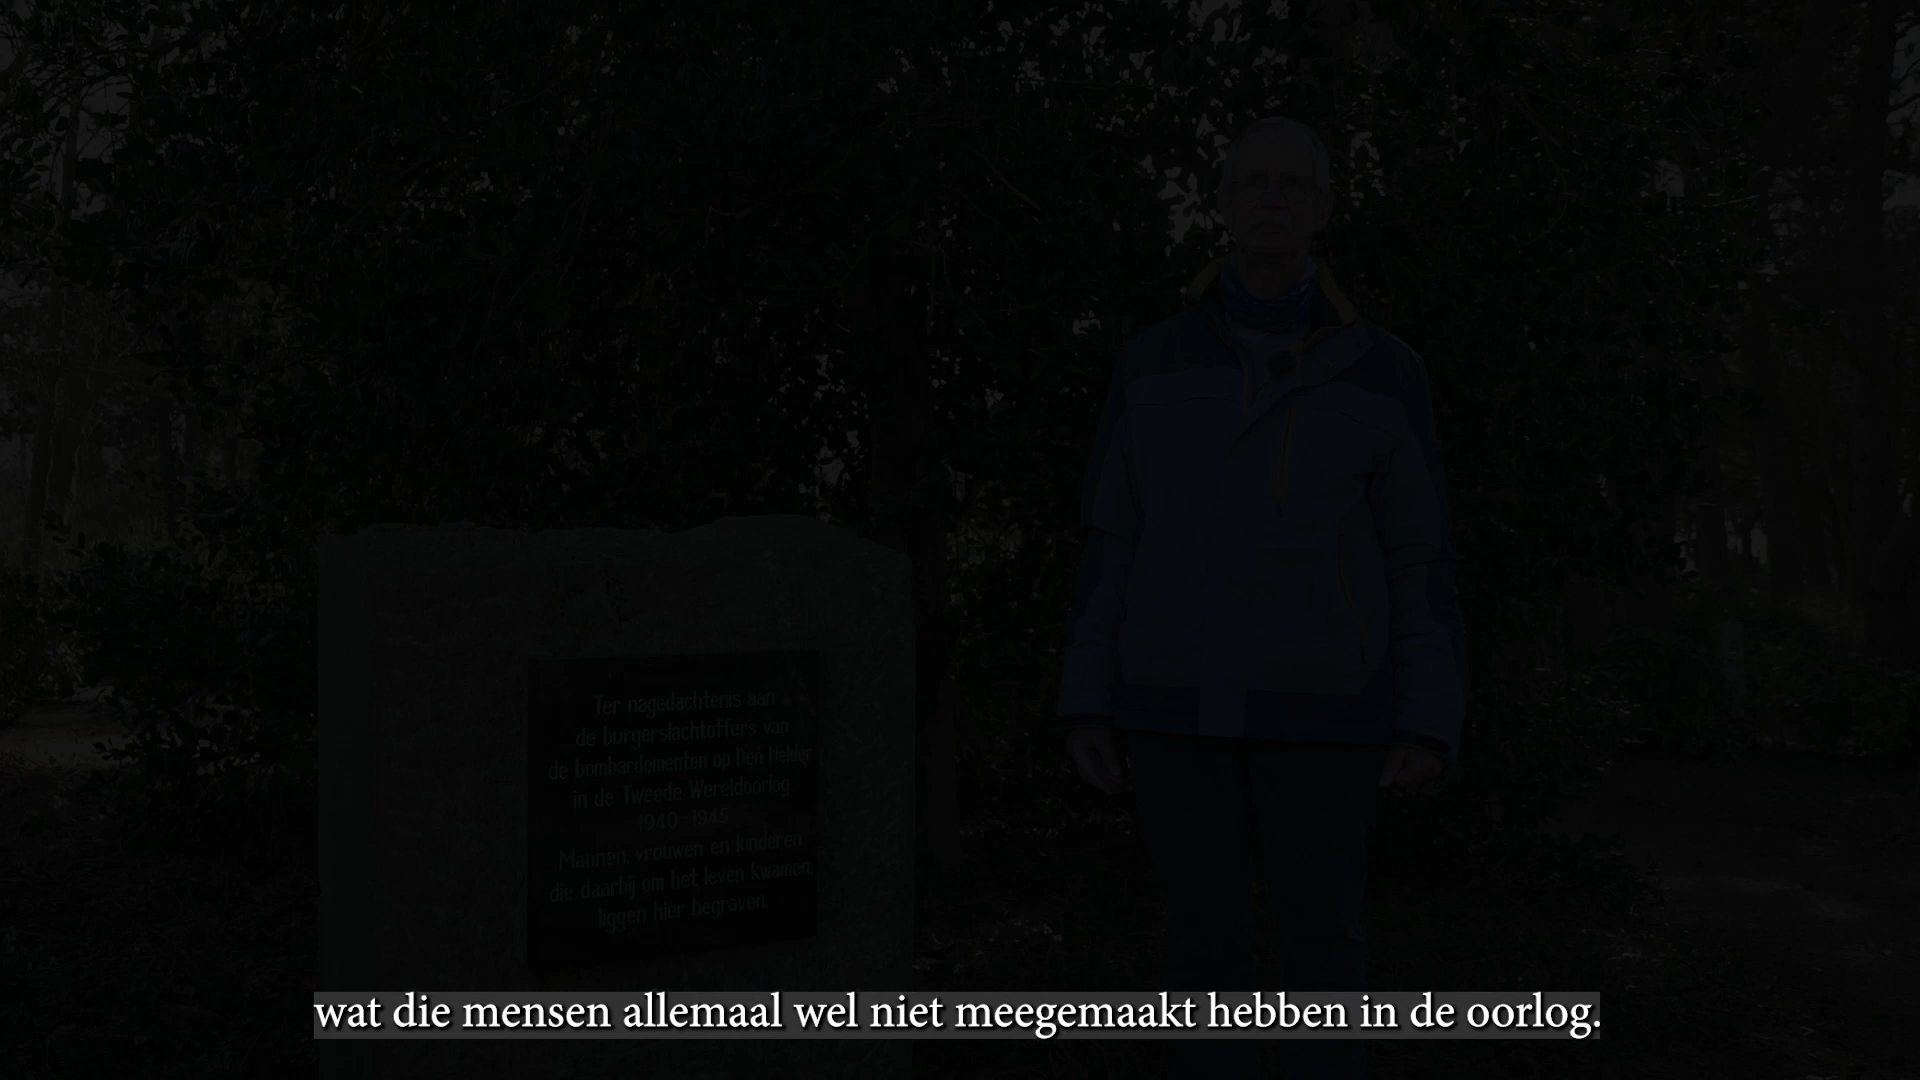 Ter nagedachtenis aan
de burgerslachtoffers van
de bombardementen op Den Helder
in de Tweede Wereldoorlog
1940-1945
Mannen, vrouwen en kinderen
die daarbij om het leven kwamen,
liggen hier begraven.
wat die mensen allemaal wel niet meegemaakt hebben in de oorlog.